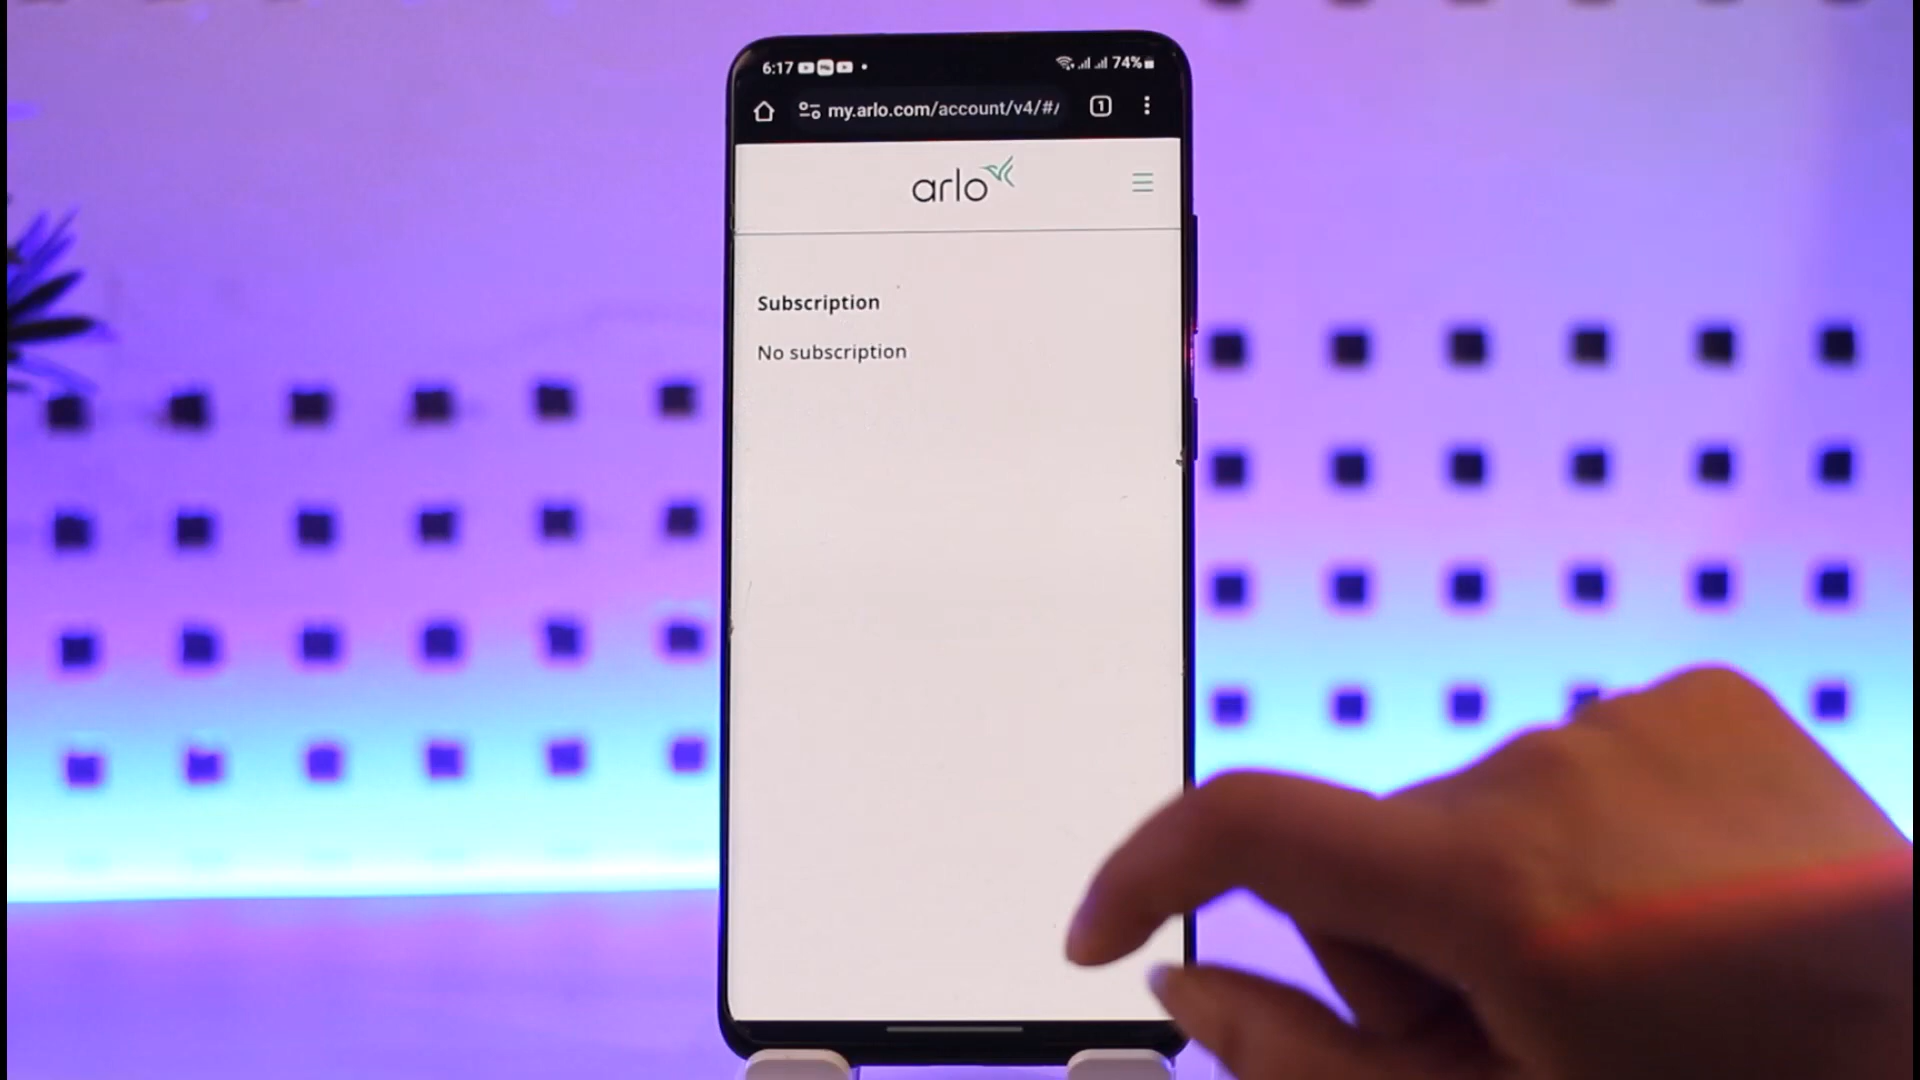 6:17
74%
my.arlo.com/account/v4/#/
1
arlo
Subscription
No subscription